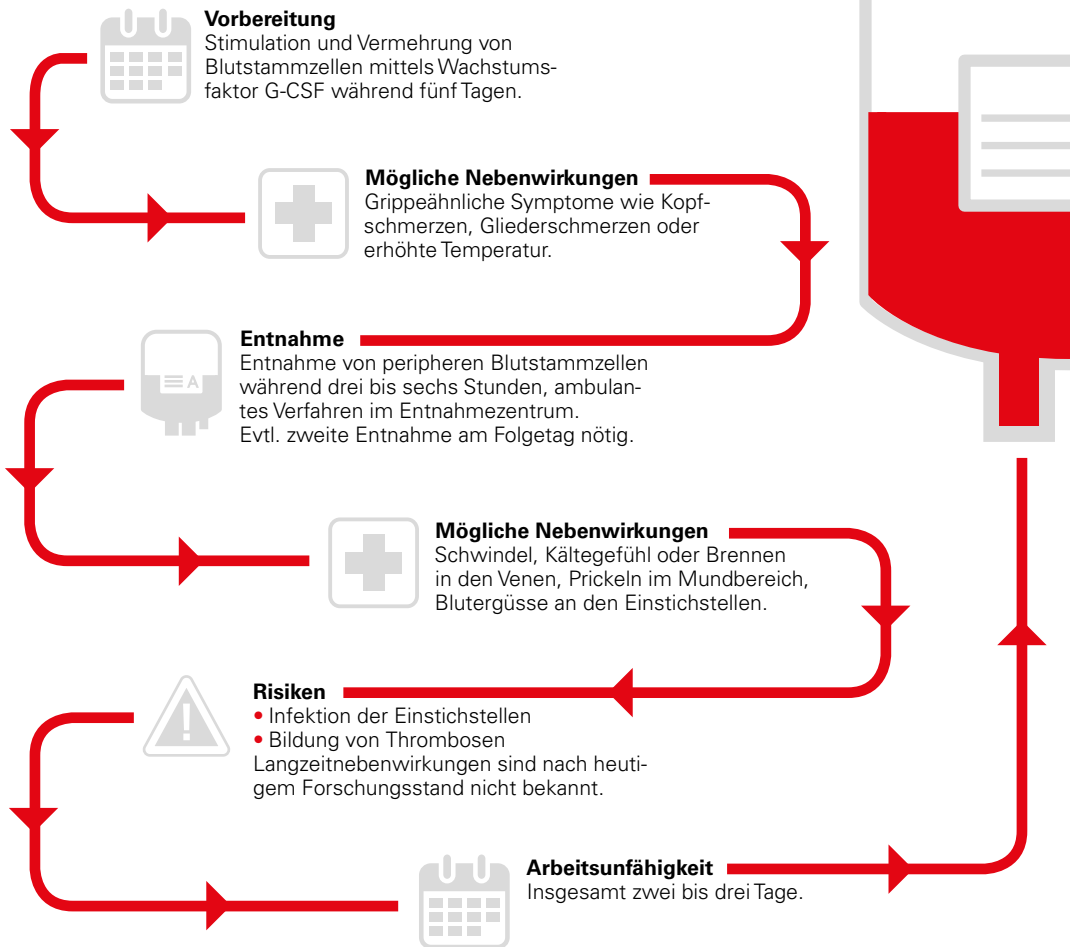 Vorbereitung
Stimulation und Vermehrung von
Blutstammzellen mittels Wachstums-
faktor G-CSF während fünf Tagen.
Mögliche Nebenwirkungen
Grippeähnliche Symptome wie Kopf-
schmerzen, Gliederschmerzen oder
erhöhte Temperatur.
Entnahme
Entnahme von peripheren Blutstammzellen
während drei bis sechs Stunden, ambulan-
tes Verfahren im Entnahmezentrum.
Evtl. zweite Entnahme am Folgetag nötig.
A
Mögliche Nebenwirkungen
Schwindel, Kältegefühl oder Brennen
in den Venen, Prickeln im Mundbereich,
Blutergüsse an den Einstichstellen.
Risiken
• Infektion der Einstichstellen
• Bildung von Thrombosen
Langzeitnebenwirkungen sind nach heuti-
gem Forschungsstand nicht bekannt.
!
Arbeitsunfähigkeit
Insgesamt zwei bis drei Tage.